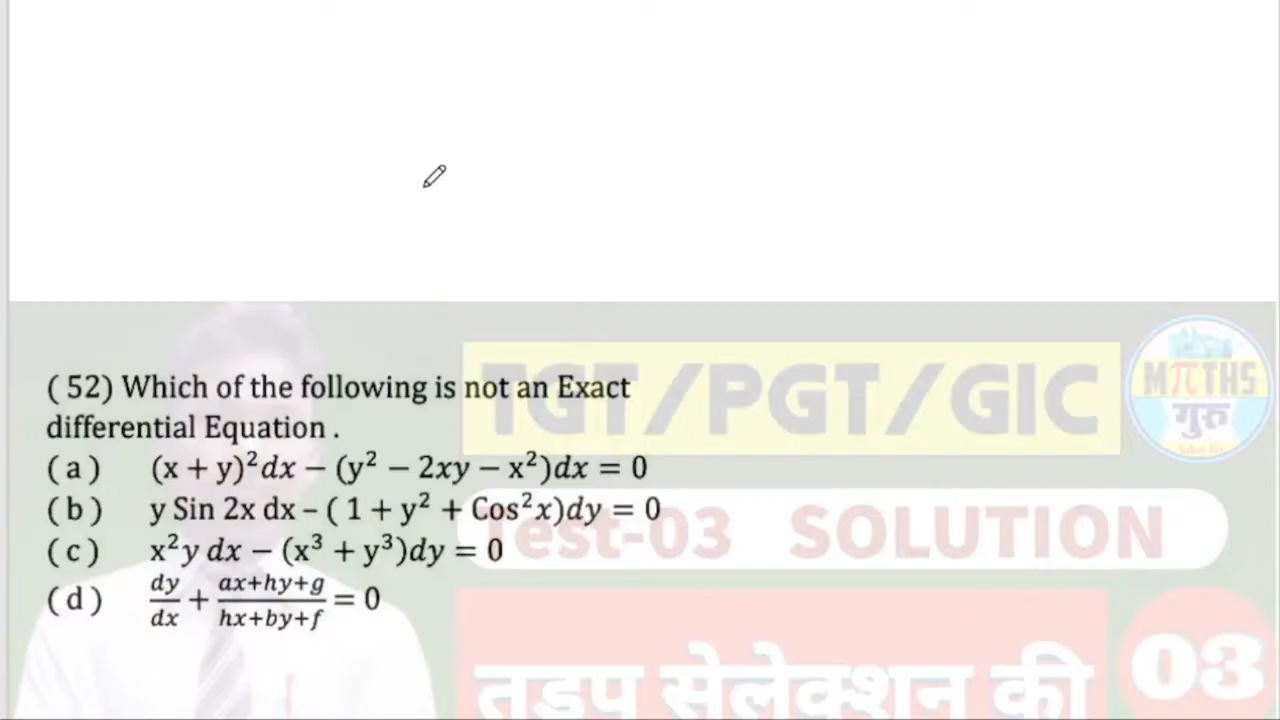 ( 52) Which of the following is not an Exact
differential Equation .
( a ) (x + y)²dx − (y² − 2xy − x²)dx = 0
( b ) y Sin 2x dx – ( 1 + y² + Cos²x)dy = 0
( c ) x²y dx − (x³ + y³)dy = 0
( d ) dy/dx + ax+hy+g/hx+by+f = 0
TGT/PGT/GIC
MπTHS
गुरु
Test-03 SOLUTION
तडप सेलेक्शन की
03